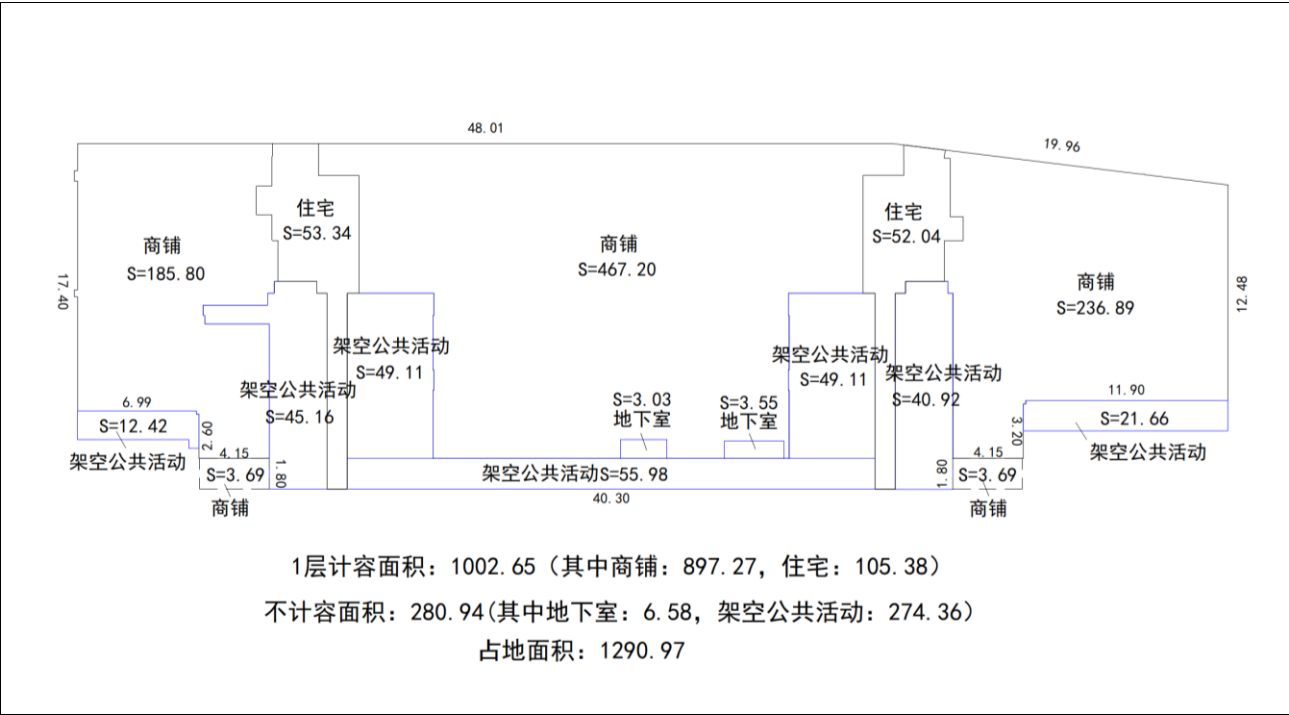 48.01
19.96
住宅
S=53.34
住宅
S=52.04
商铺
S=185.80
商铺
S=467.20
商铺
S=236.89
17.40
12.48
架空公共活动
S=49.11
架空公共活动
S=49.11
架空公共活动
S=45.16
架空公共活动
S=40.92
6.99
S=12.42
架空公共活动
2.60
S=3.03
地下室
S=3.55
地下室
11.90
S=21.66
架空公共活动
3.20
4.15
S=3.69
商铺
1.80
架空公共活动S=55.98
40.30
1.80
4.15
S=3.69
商铺
1层计容面积：1002.65（其中商铺：897.27，住宅：105.38）
不计容面积：280.94(其中地下室：6.58，架空公共活动：274.36）
占地面积：1290.97